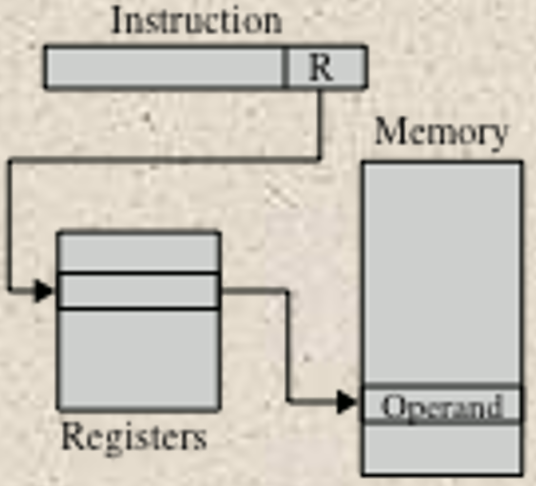 Instruction
R
Memory
Operand
Registers